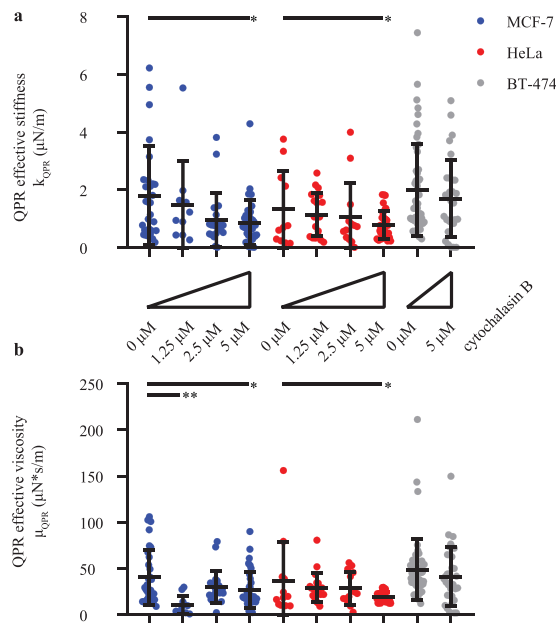 a
*
*
MCF-7
HeLa
BT-474
QPR effective stiffness
k_QPR (μN/m)
8
6
4
2
0
0 μM
1.25 μM
2.5 μM
5 μM
0 μM
1.25 μM
2.5 μM
5 μM
0 μM
5 μM
cytochalasin B
b
*
**
*
QPR effective viscosity
μ_QPR (μN*s/m)
250
200
150
100
50
0